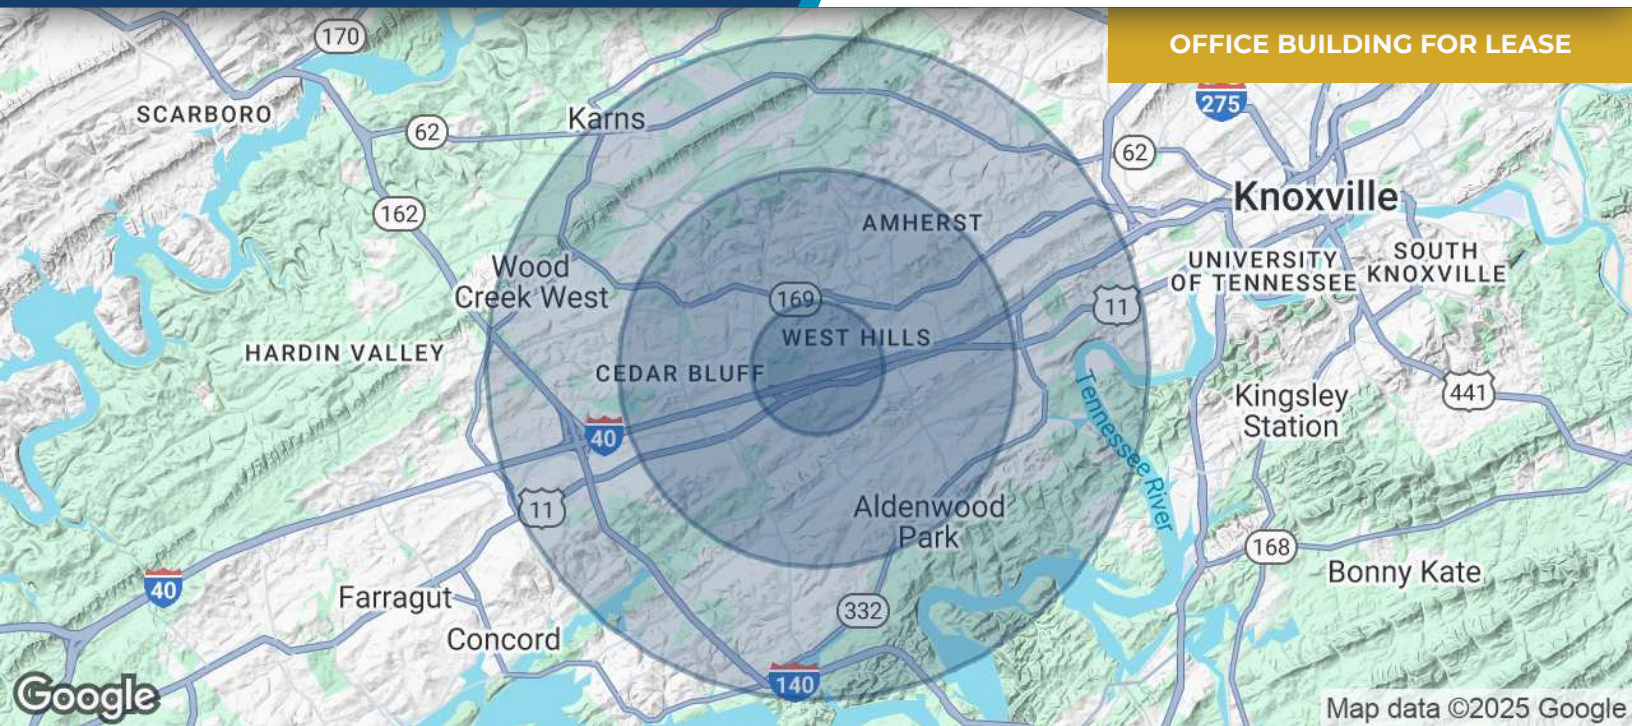 OFFICE BUILDING FOR LEASE
170
275
SCARBORO
Karns
62
62
Knoxville
162
AMHERST
UNIVERSITY
OF TENNESSEE
SOUTH
KNOXVILLE
Wood
Creek West
169
11
WEST HILLS
HARDIN VALLEY
CEDAR BLUFF
Tennessee River
441
Kingsley
Station
40
11
Aldenwood
Park
168
40
Farragut
332
Bonny Kate
Concord
140
Google
Map data ©2025 Google